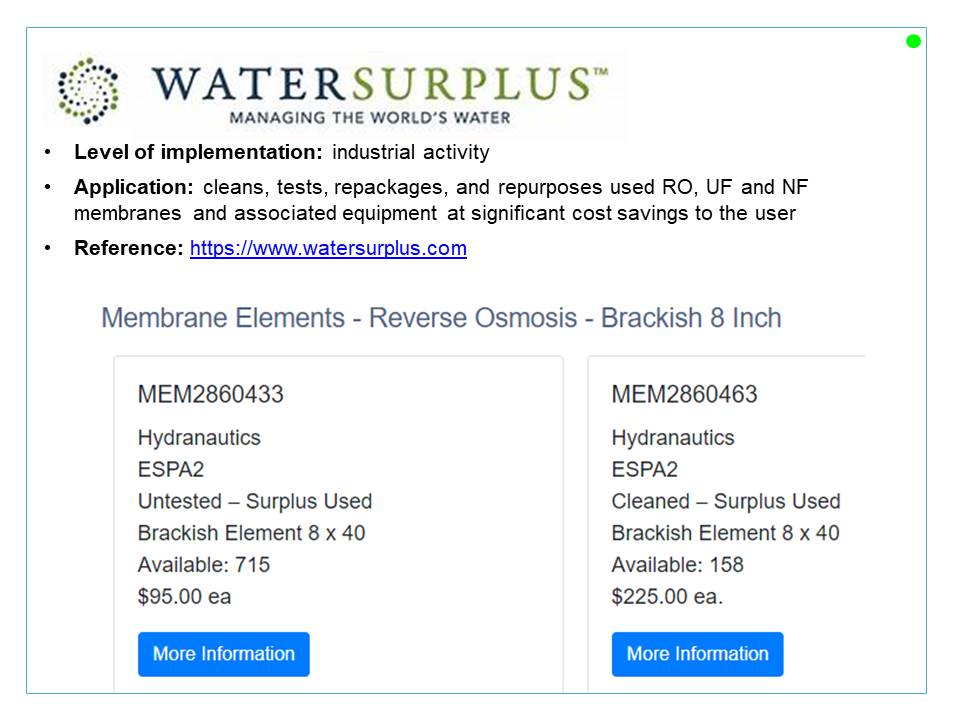 WATERSURPLUS™
MANAGING THE WORLD'S WATER
• Level of implementation: industrial activity
• Application: cleans, tests, repackages, and repurposes used RO, UF and NF
membranes and associated equipment at significant cost savings to the user
• Reference: https://www.watersurplus.com
Membrane Elements - Reverse Osmosis - Brackish 8 Inch
MEM2860433
Hydranautics
ESPA2
Untested – Surplus Used
Brackish Element 8 x 40
Available: 715
$95.00 ea
More Information
MEM2860463
Hydranautics
ESPA2
Cleaned – Surplus Used
Brackish Element 8 x 40
Available: 158
$225.00 ea.
More Information